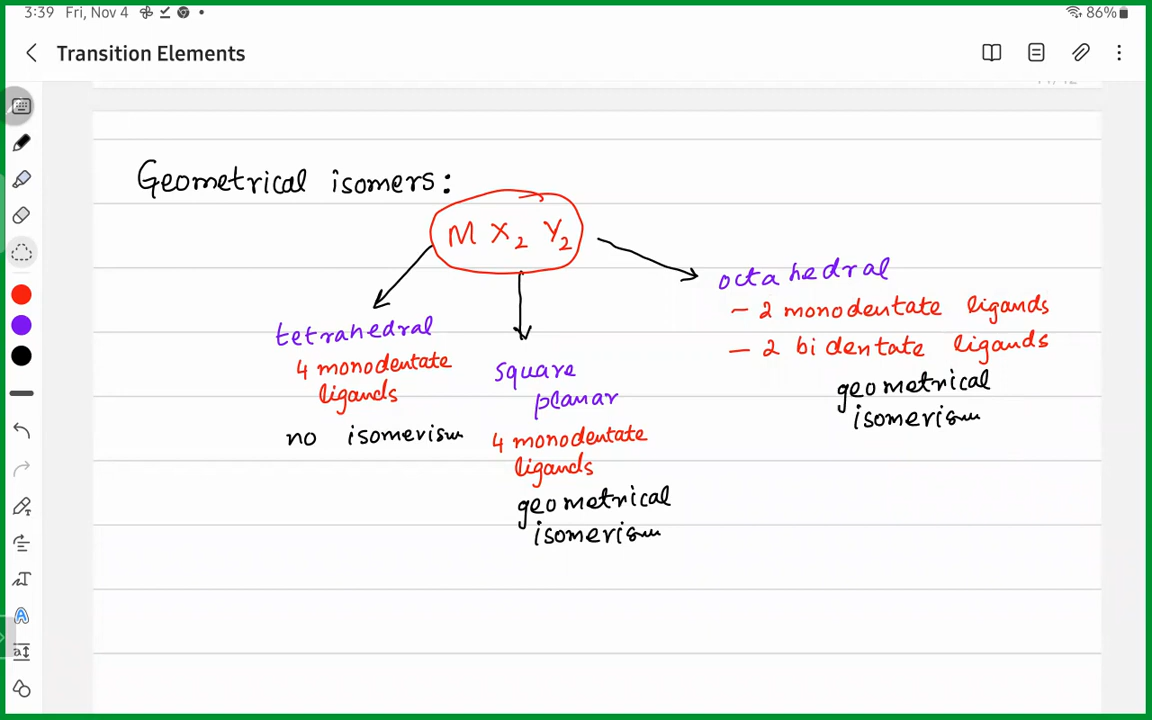 3:39 Fri, Nov 4
86%
Transition Elements
Geometrical isomers:
M X2 Y2
tetrahedral
4 monodentate
ligands
no isomerism
square
planar
4 monodentate
ligands
geometrical
isomerism
octahedral
- 2 monodentate ligands
- 2 bidentate ligands
geometrical
isomerism